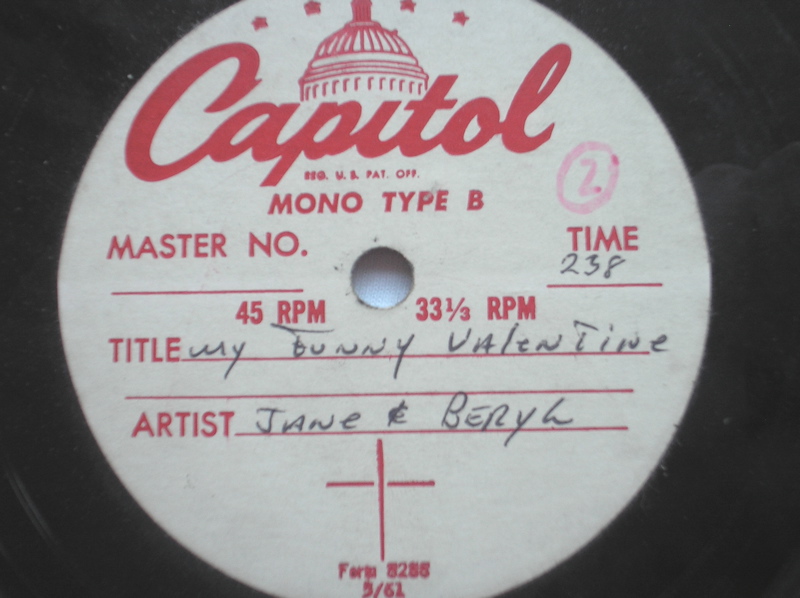 Capitol
REG. U.S. PAT. OFF.
2
MONO TYPE B
MASTER NO.
TIME
238
45 RPM 33⅓ RPM
TITLE my Funny Valentine
ARTIST Jane & Beryl
Form 8288
5/61